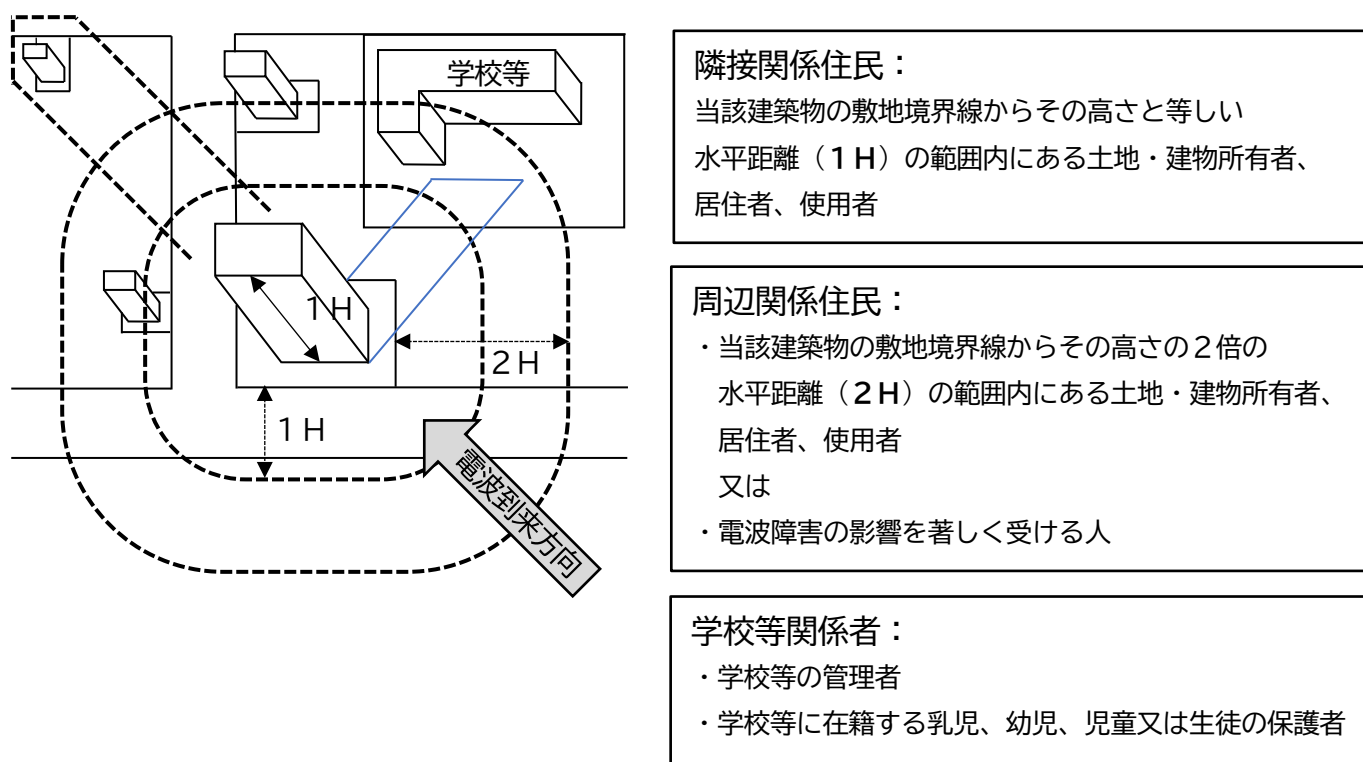 学校等
１Ｈ
２Ｈ
１Ｈ
電波到来方向
隣接関係住民：
当該建築物の敷地境界線からその高さと等しい
水平距離（１Ｈ）の範囲内にある土地・建物所有者、
居住者、使用者
周辺関係住民：
・当該建築物の敷地境界線からその高さの２倍の
水平距離（２Ｈ）の範囲内にある土地・建物所有者、
居住者、使用者
又は
・電波障害の影響を著しく受ける人
学校等関係者：
・学校等の管理者
・学校等に在籍する乳児、幼児、児童又は生徒の保護者